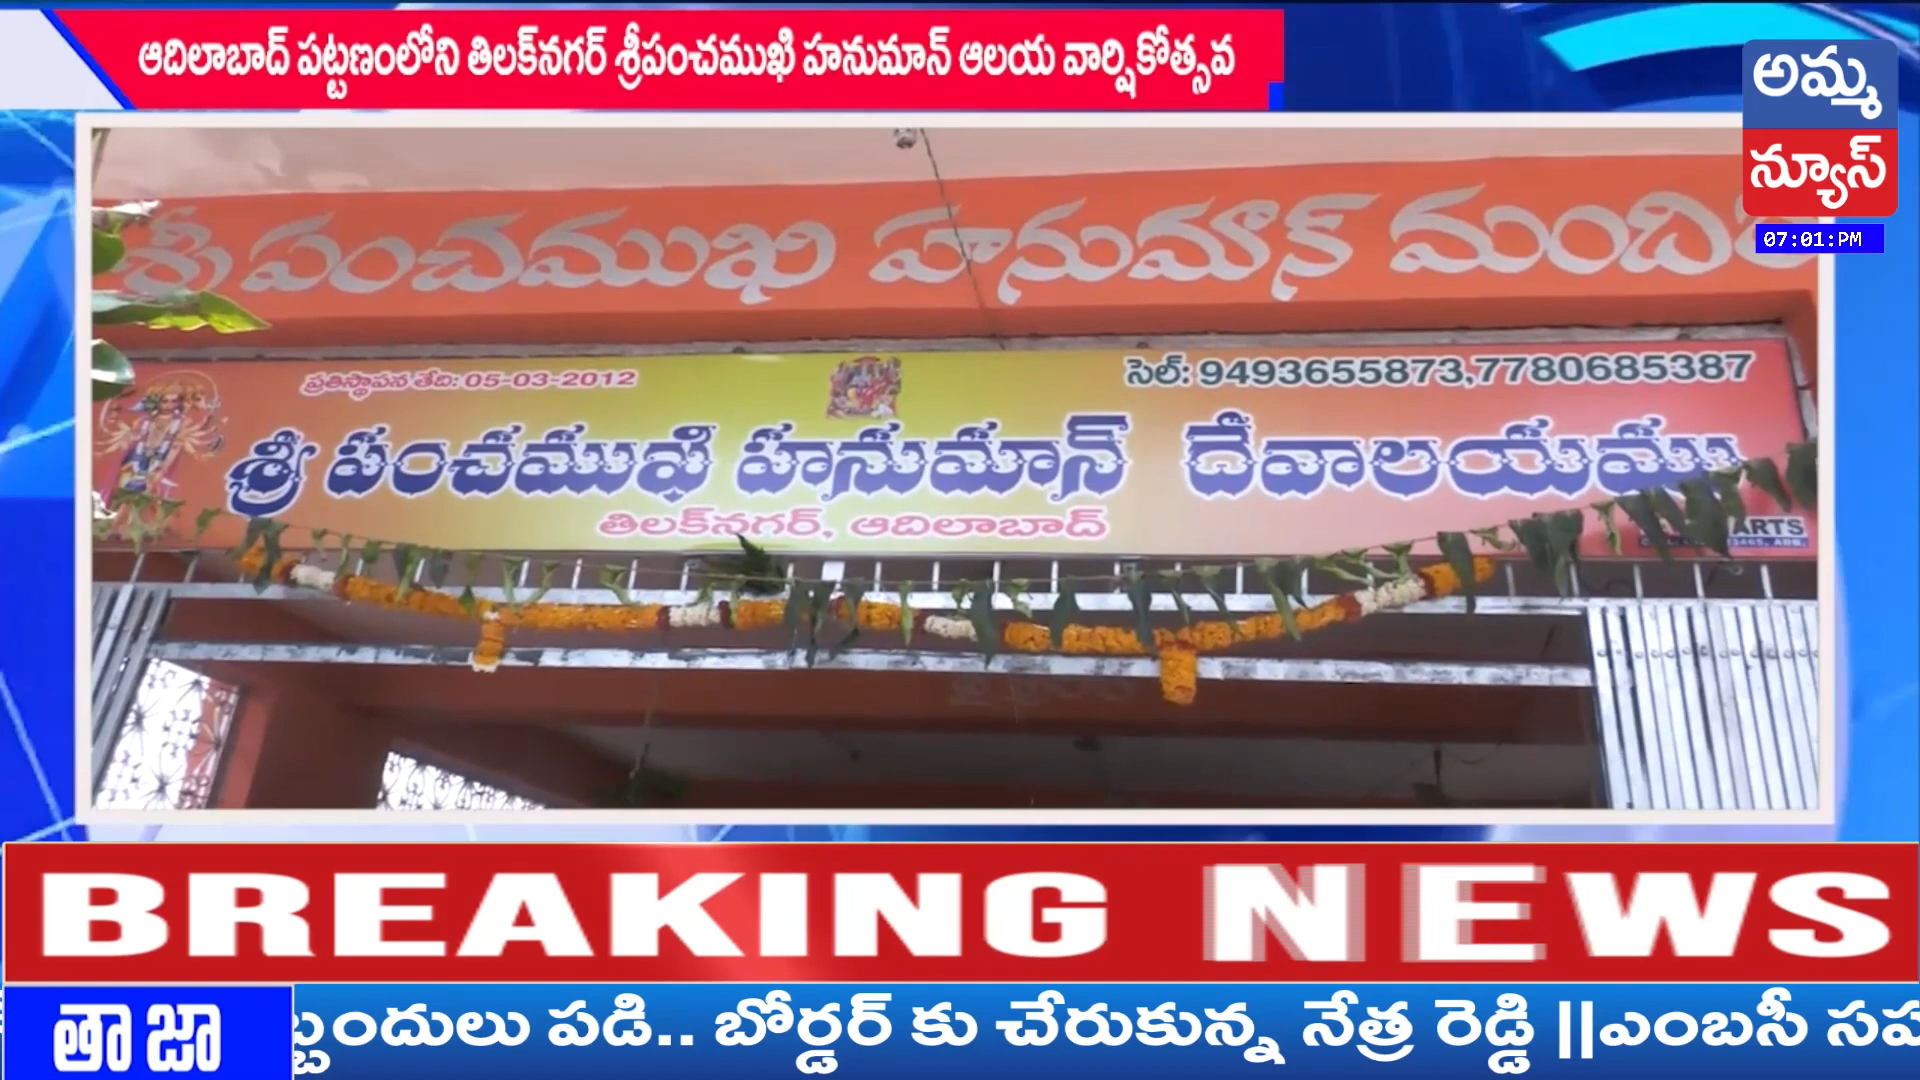 ఆదిలాబాద్ పట్టణంలోని తిలక్‌నగర్ శ్రీపంచముఖి హనుమాన్ ఆలయ వార్షికోత్సవ
అమ్మ
న్యూస్
07:01:PM
శ్రీ పంచముఖి హనుమాన్ మందిర
ప్రతిస్థాపన తేది: 05-03-2012
సెల్: 9493655873,7780685387
శ్రీ పంచముఖి హనుమాన్ దేవాలయము
తిలక్‌నగర్, ఆదిలాబాద్
ARTS
BREAKING NEWS
తాజా
పడి.. బోర్డర్ కు చేరుకున్న నేత్ర రెడ్డి ||ఎంబసీ